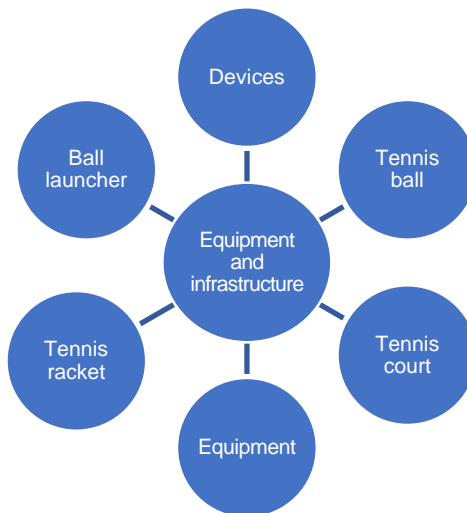 Devices
Ball
launcher
Tennis
ball
Equipment
and
infrastructure
Tennis
racket
Tennis
court
Equipment